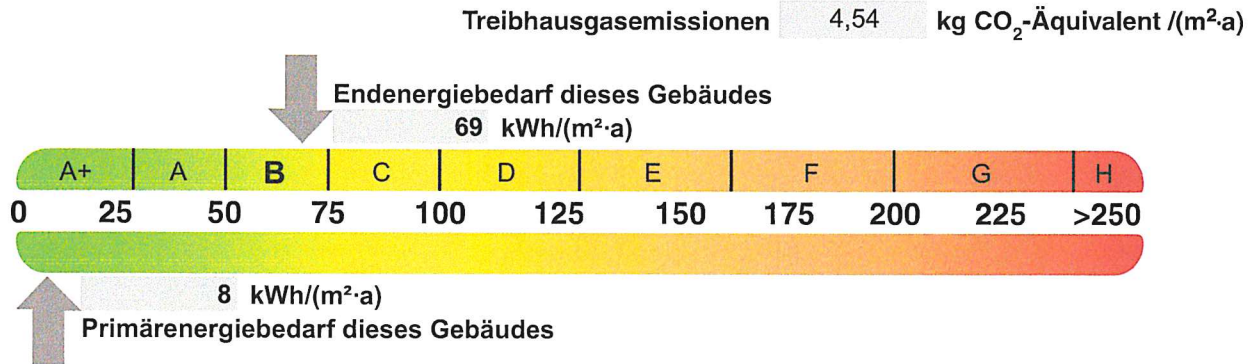 Treibhausgasemissionen 4,54 kg CO₂-Äquivalent /(m²·a)
Endenergiebedarf dieses Gebäudes
69 kWh/(m²·a)
A+ A B C D E F G H
0 25 50 75 100 125 150 175 200 225 >250
8 kWh/(m²·a)
Primärenergiebedarf dieses Gebäudes